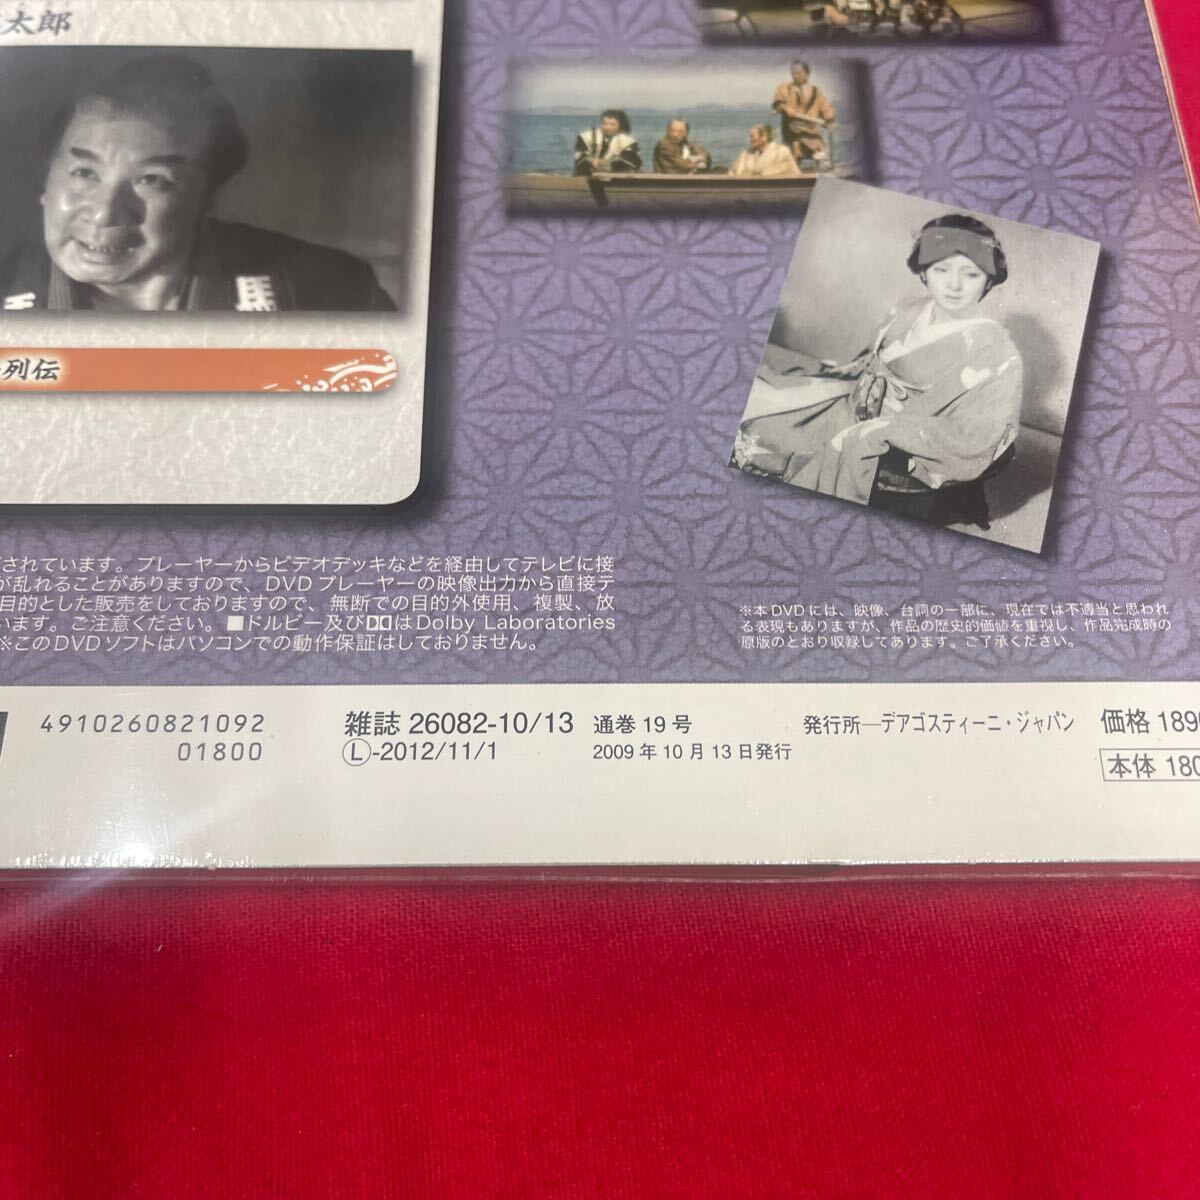 太郎
馬
列伝
されています。プレーヤーからビデオデッキなどを経由してテレビに接
が乱れることがありますので、DVDプレーヤーの映像出力から直接テ
目的とした販売をしておりますので、無断での目的外使用、複製、放
います。ご注意ください。■ドルビー及びDDはDolby Laboratories
※このDVDソフトはパソコンでの動作保証はしておりません。
※本DVDには、映像、台詞の一部に、現在では不適当と思われ
る表現もありますが、作品の歴史的価値を重視し、作品完成時の
原版のとおり収録してあります。ご了承ください。
4910260821092
01800
雑誌 26082-10/13
Ⓛ-2012/11/1
通巻 19 号
2009 年 10 月 13 日発行
発行所―デアゴスティーニ・ジャパン
価格 189
本体 180